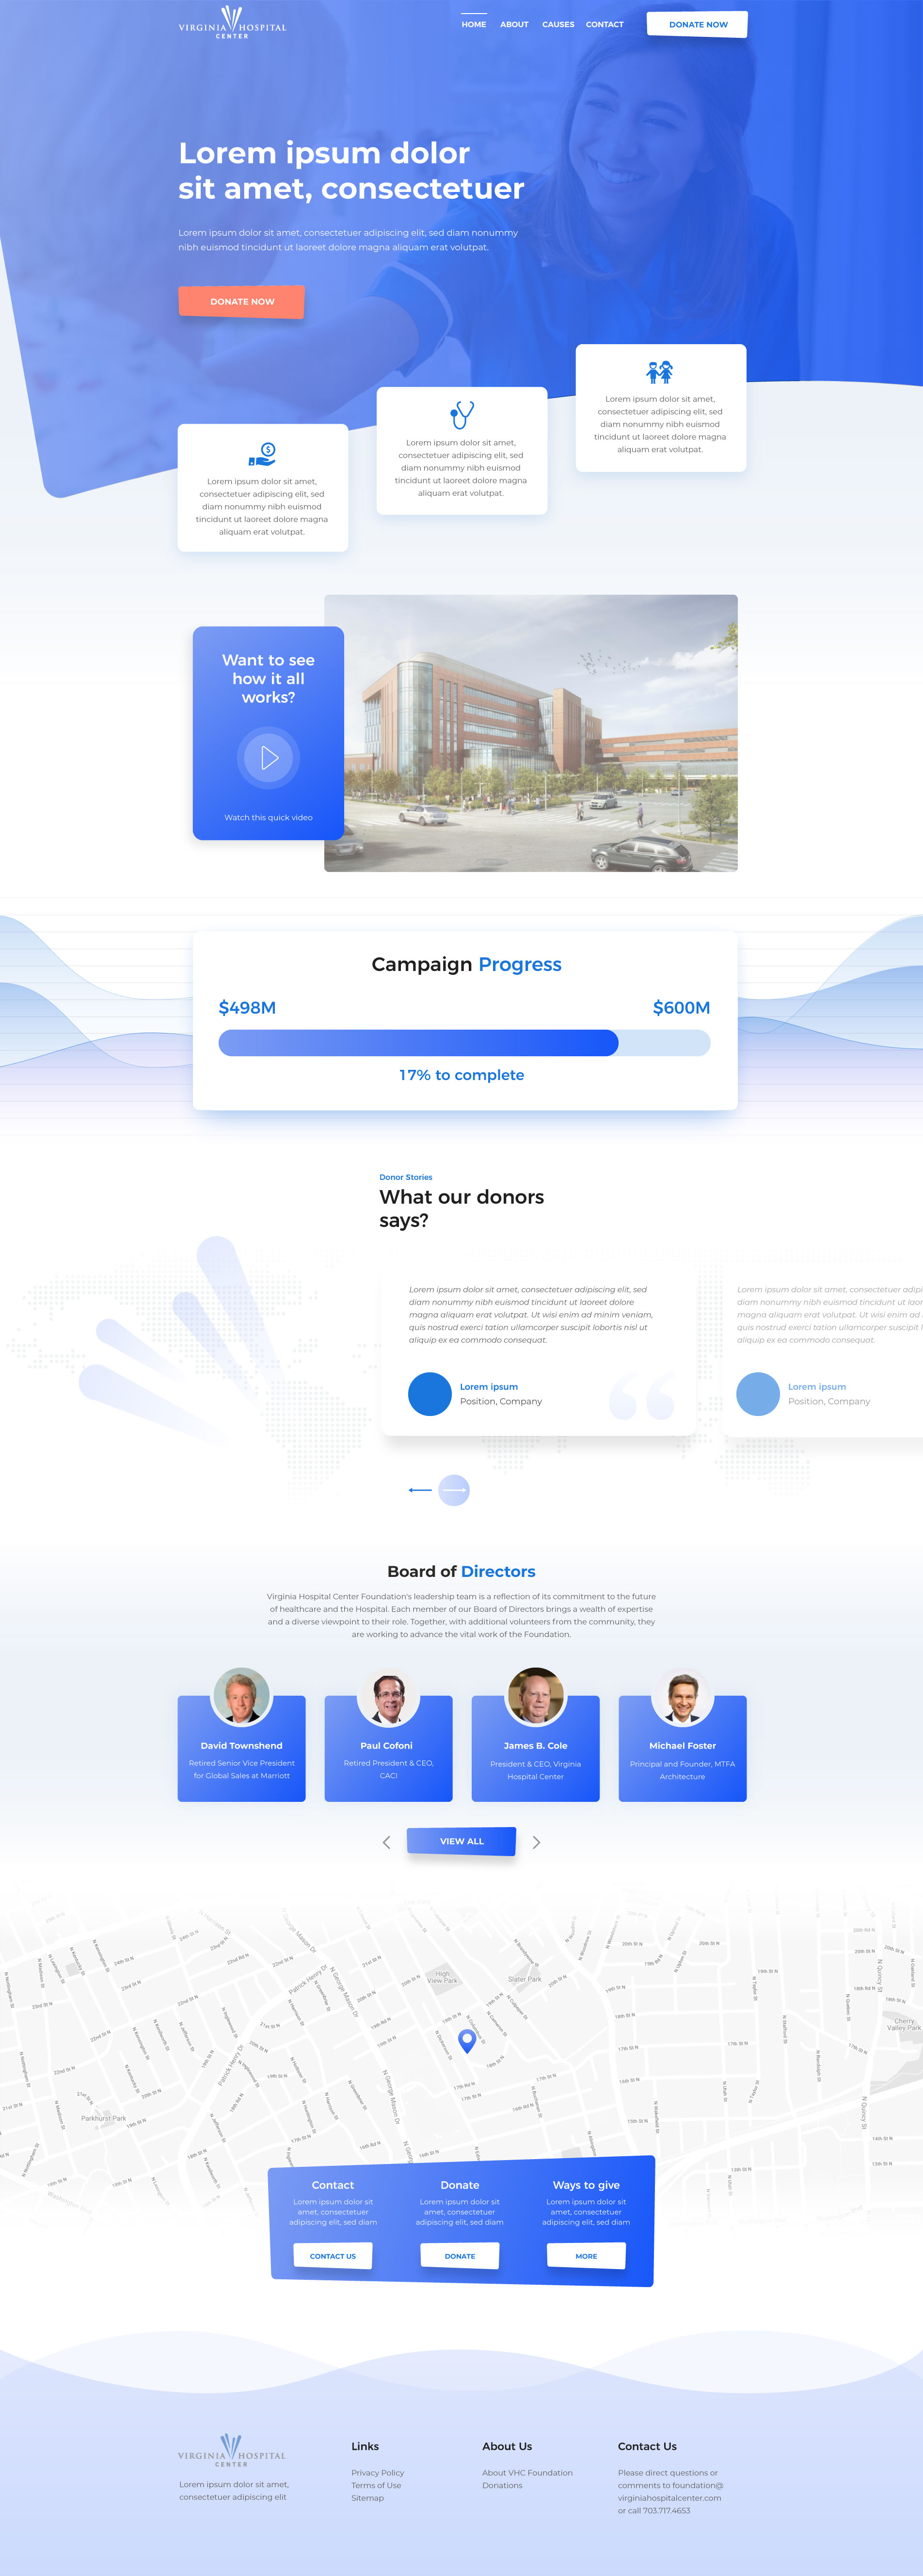 VIRGINIA HOSPITAL
CENTER
HOME ABOUT CAUSES CONTACT DONATE NOW
Lorem ipsum dolor
sit amet, consectetuer
Lorem ipsum dolor sit amet, consectetuer adipiscing elit, sed diam nonummy
nibh euismod tincidunt ut laoreet dolore magna aliquam erat volutpat.
DONATE NOW
Lorem ipsum dolor sit amet,
consectetuer adipiscing elit, sed
diam nonummy nibh euismod
tincidunt ut laoreet dolore magna
aliquam erat volutpat.
Lorem ipsum dolor sit amet,
consectetuer adipiscing elit, sed
diam nonummy nibh euismod
tincidunt ut laoreet dolore magna
aliquam erat volutpat.
Lorem ipsum dolor sit amet,
consectetuer adipiscing elit, sed
diam nonummy nibh euismod
tincidunt ut laoreet dolore magna
aliquam erat volutpat.
Want to see
how it all
works?
Watch this quick video
Campaign Progress
$498M $600M
17% to complete
Donor Stories
What our donors
says?
Lorem ipsum dolor sit amet, consectetuer adipiscing elit, sed
diam nonummy nibh euismod tincidunt ut laoreet dolore
magna aliquam erat volutpat. Ut wisi enim ad minim veniam,
quis nostrud exerci tation ullamcorper suscipit lobortis nisl ut
aliquip ex ea commodo consequat.
Lorem ipsum
Position, Company
Lorem ipsum dolor sit amet, consectetuer adipi
diam nonummy nibh euismod tincidunt ut laor
magna aliquam erat volutpat. Ut wisi enim ad
quis nostrud exerci tation ullamcorper suscipit l
aliquip ex ea commodo consequat.
Lorem ipsum
Position, Company
Board of Directors
Virginia Hospital Center Foundation's leadership team is a reflection of its commitment to the future
of healthcare and the Hospital. Each member of our Board of Directors brings a wealth of expertise
and a diverse viewpoint to their role. Together, with additional volunteers from the community, they
are working to advance the vital work of the Foundation.
David Townshend
Retired Senior Vice President
for Global Sales at Marriott
Paul Cofoni
Retired President & CEO,
CACI
James B. Cole
President & CEO, Virginia
Hospital Center
Michael Foster
Principal and Founder, MTFA
Architecture
VIEW ALL
High
View Park
Slater Park
Cherry
Valley Park
Parkhurst Park
Patrick Henry Dr
N George Mason Dr
Patrick Henry Dr
N George Mason Dr
N Quincy St
N Quincy St
Contact
Lorem ipsum dolor sit
amet, consectetuer
adipiscing elit, sed diam
CONTACT US
Donate
Lorem ipsum dolor sit
amet, consectetuer
adipiscing elit, sed diam
DONATE
Ways to give
Lorem ipsum dolor sit
amet, consectetuer
adipiscing elit, sed diam
MORE
VIRGINIA HOSPITAL
CENTER
Lorem ipsum dolor sit amet,
consectetuer adipiscing elit
Links
Privacy Policy
Terms of Use
Sitemap
About Us
About VHC Foundation
Donations
Contact Us
Please direct questions or
comments to foundation@
virginiahospitalcenter.com
or call 703.717.4653